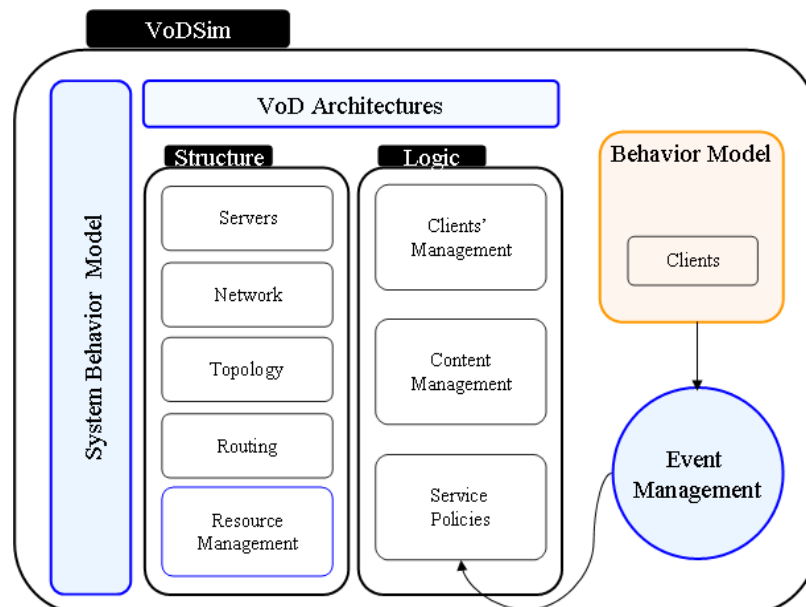 VoDSim
System Behavior Model
VoD Architectures
Structure
Servers
Network
Topology
Routing
Resource
Management
Logic
Clients’
Management
Content
Management
Service
Policies
Behavior Model
Clients
Event
Management